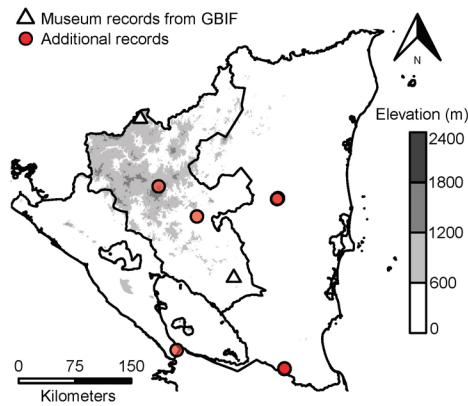 Museum records from GBIF
Additional records
N
Elevation (m)
2400
1800
1200
600
0
0 75 150
Kilometers